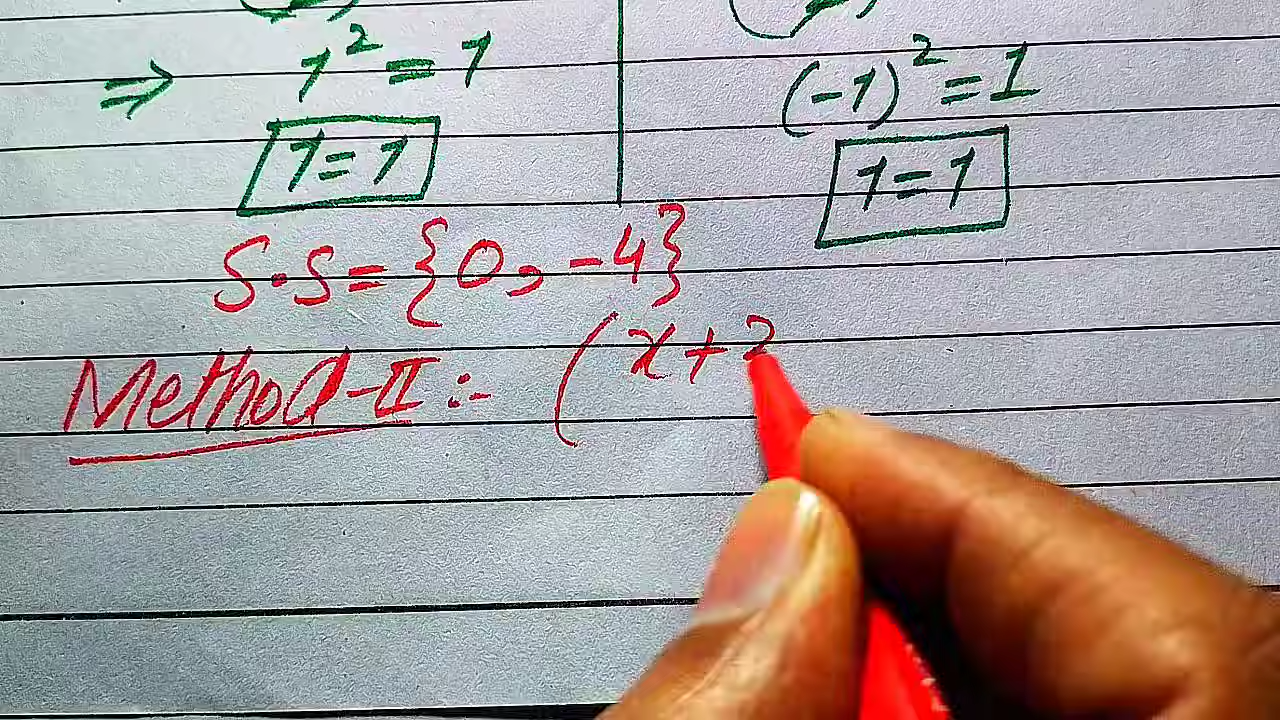 ⇒ 1² = 1
(-1)² = 1
1 = 1
1 = 1
S.S = {0, -4}
Method-II :- (x+2